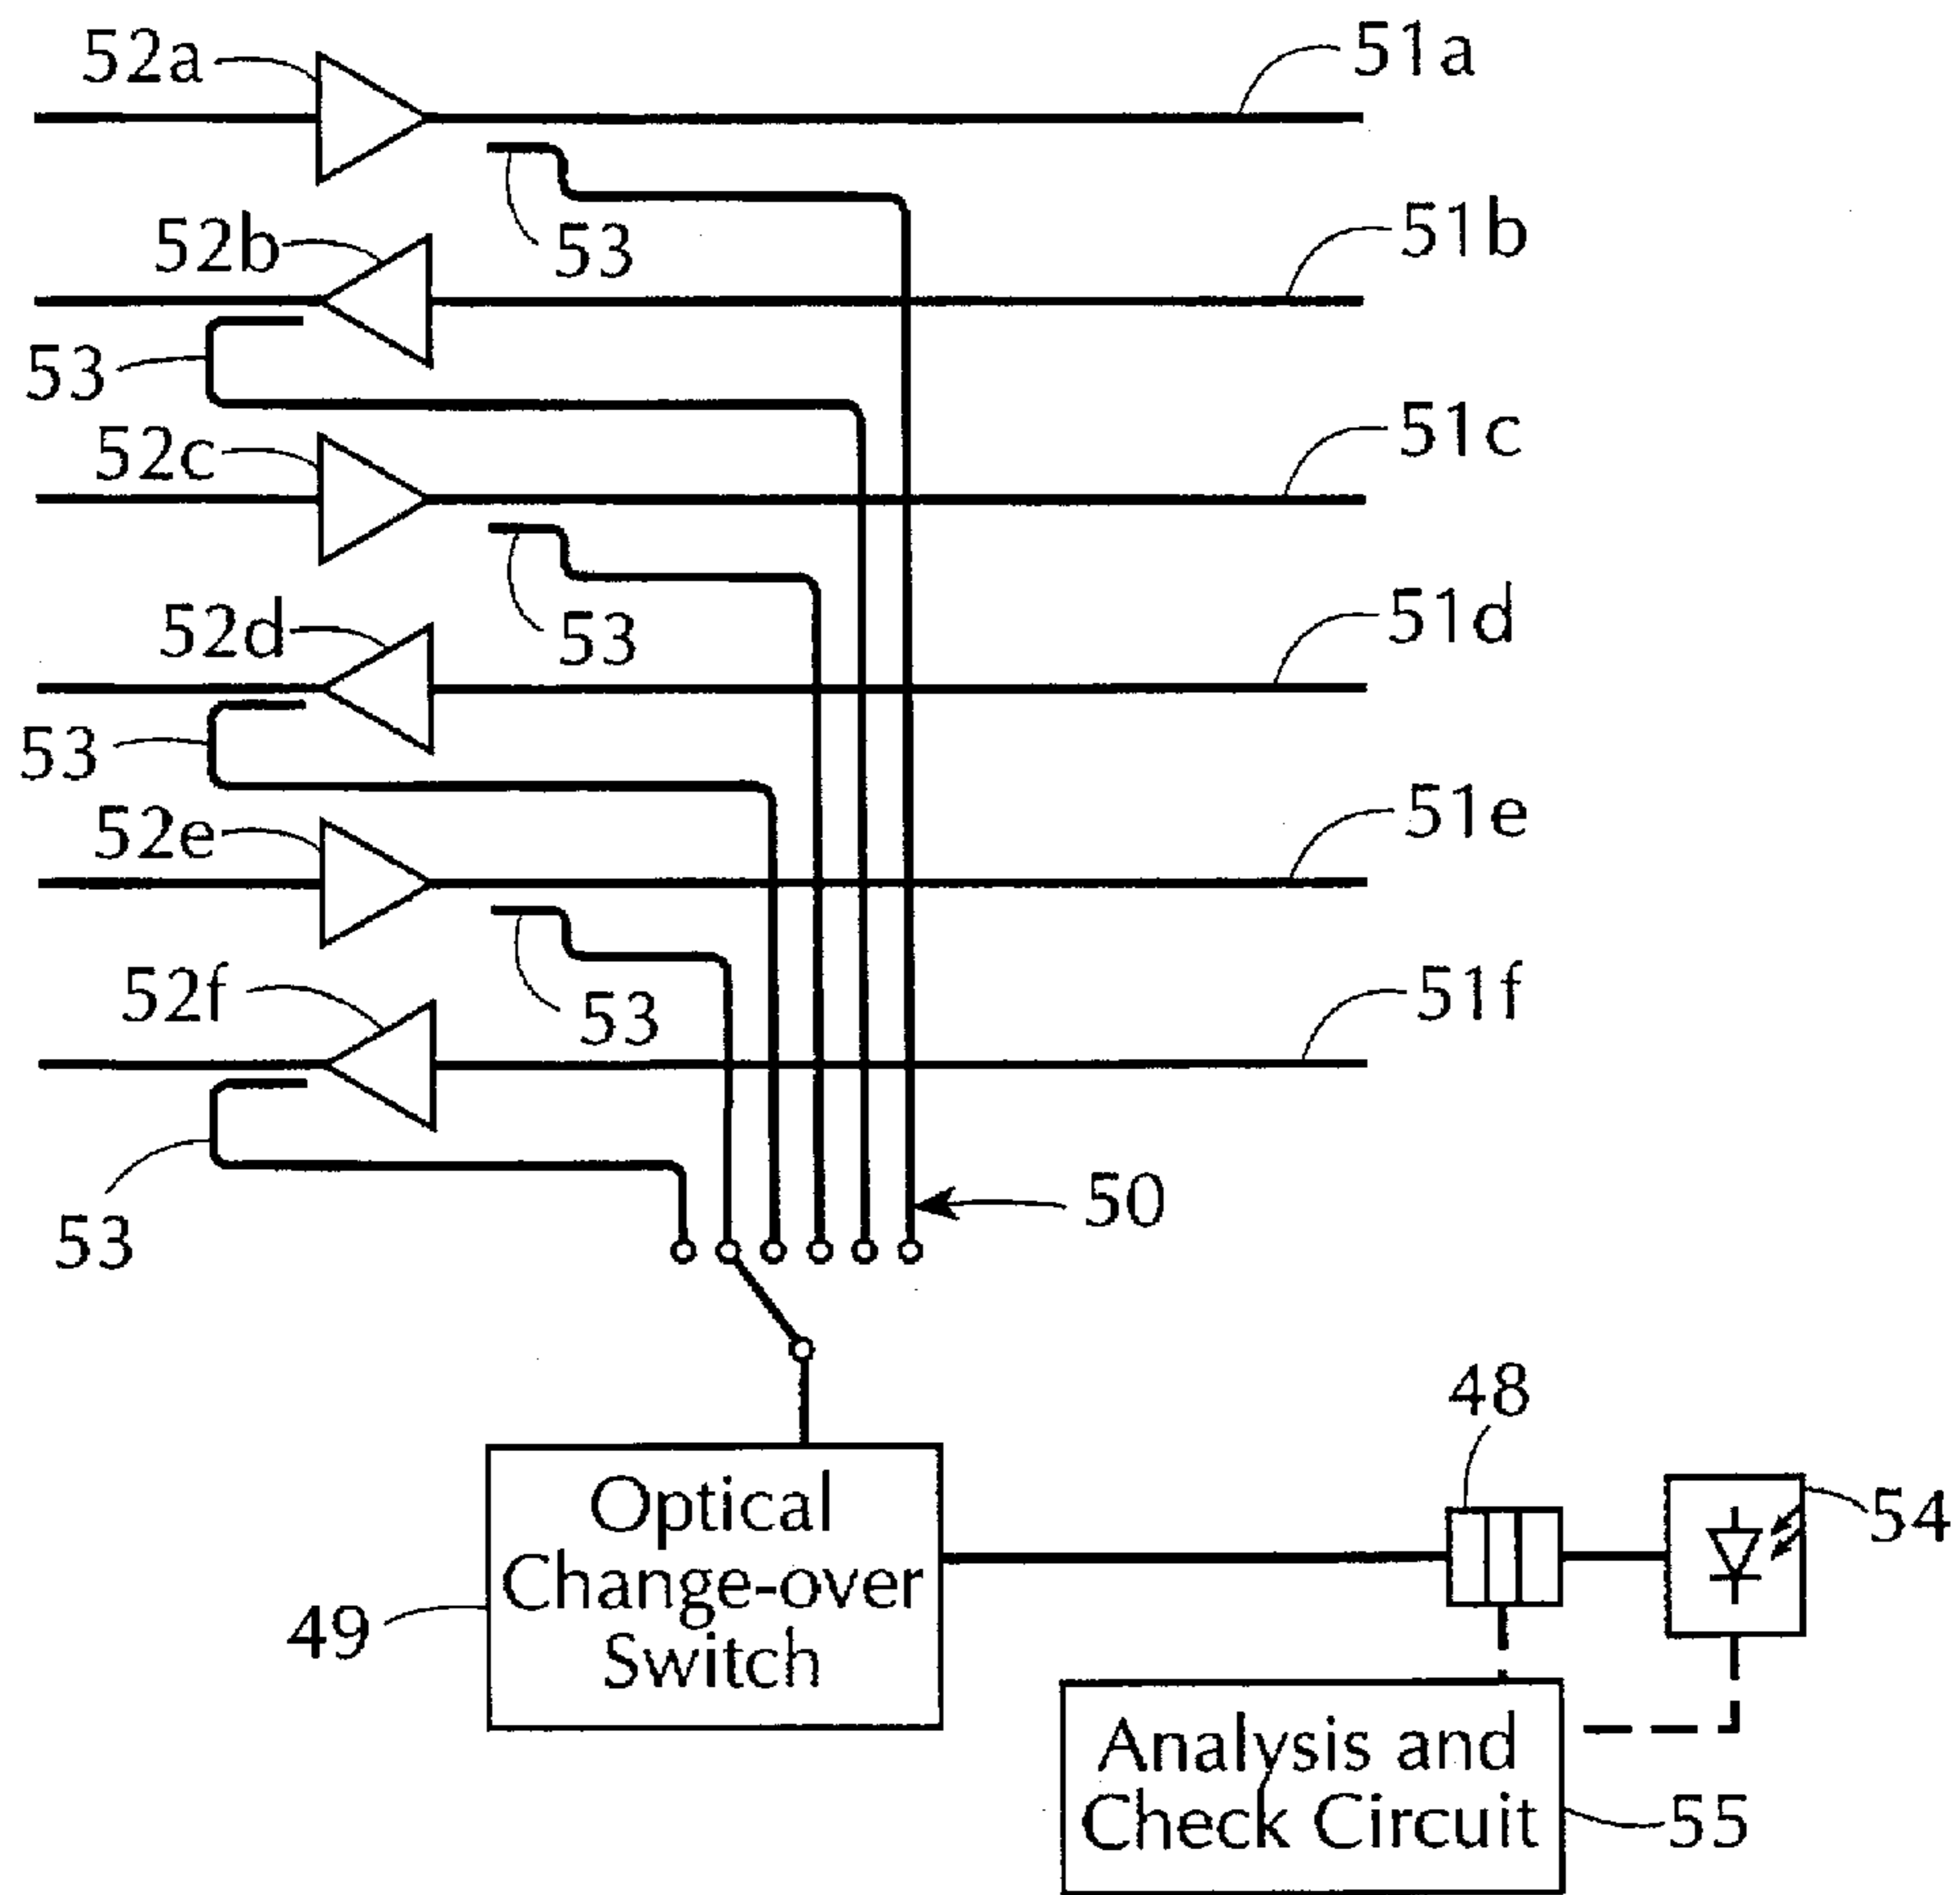 52a
51a
53
52b
51b
53
52c
51c
53
52d
51d
53
52e
51e
53
52f
51f
53
50
48
Optical
Change-over
Switch
54
49
Analysis and
Check Circuit
55